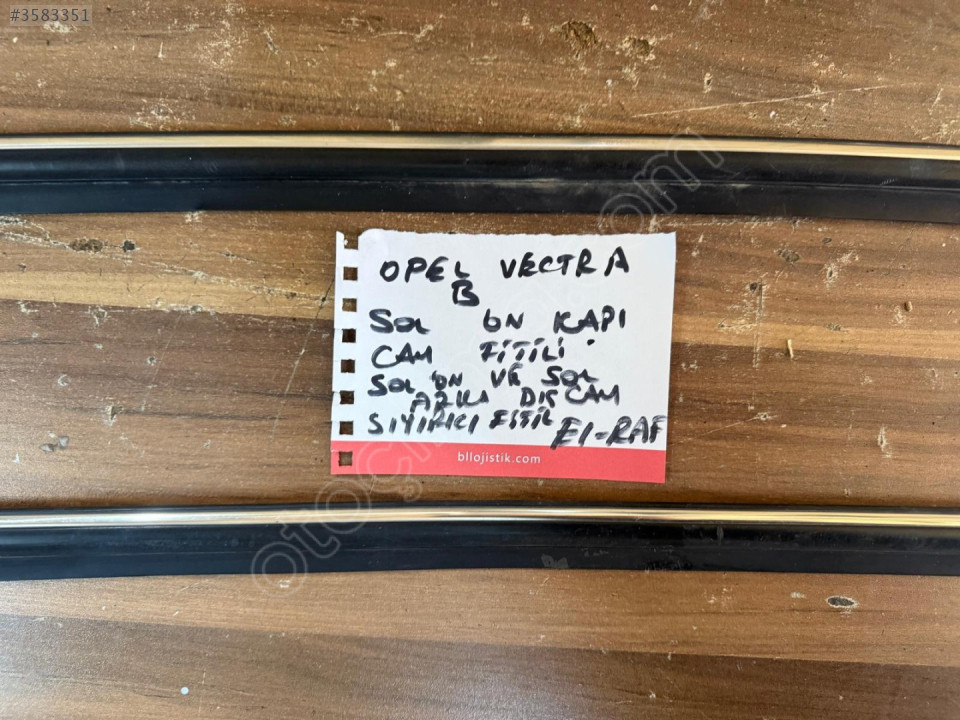 #3583351
OPEL VECTRA
B
SOL ÖN KAPI
CAM FİTİLİ
SOL ÖN VE SOL
ARKA DIŞ CAM
SIYIRICI FİTİL E1-RAF
bllojistik.com